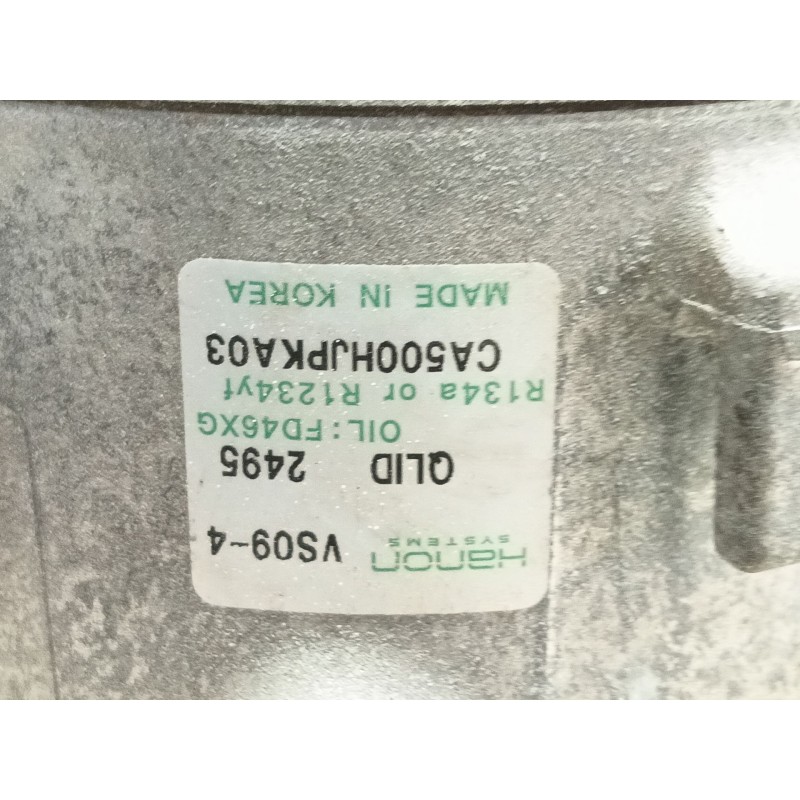 Hanon
SYSTEMS
VS09-4
QLID 2495
OIL:FD46XG
R134a or R1234yf
CA500HJPKA03
MADE IN KOREA